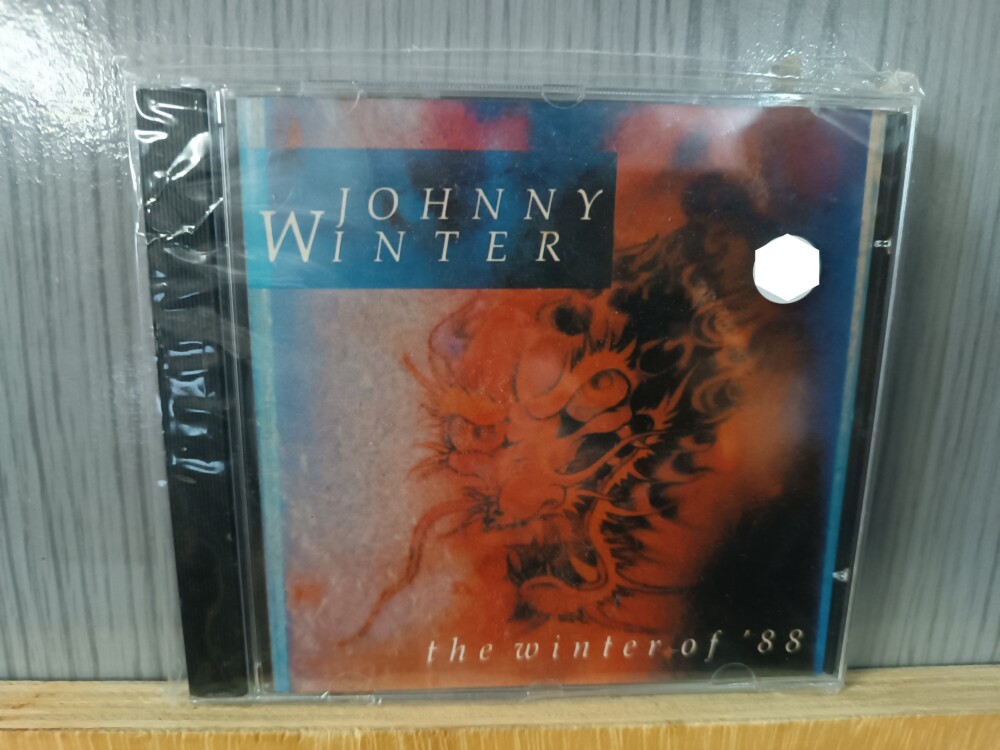 JOHNNY
WINTER
the winter of '88